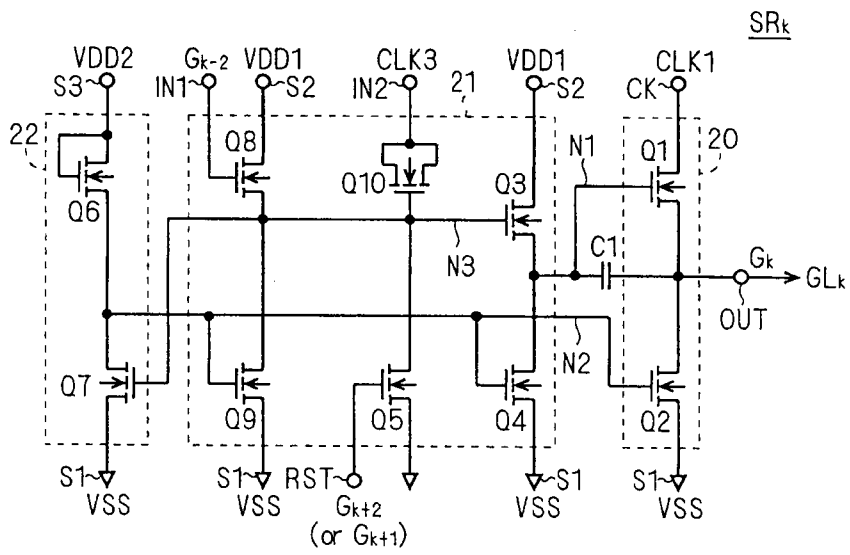 SRk
VDD2 Gk-2 VDD1 CLK3 VDD1 CLK1
S3 IN1 S2 IN2 S2 CK
21
22 Q8 20
Q6 Q10 Q3 N1 Q1
N3 C1 Gk GLk
OUT
N2
Q7 Q9 Q5 Q4 Q2
S1 S1 RST S1 S1
VSS VSS Gk+2 VSS VSS
(or Gk+1)